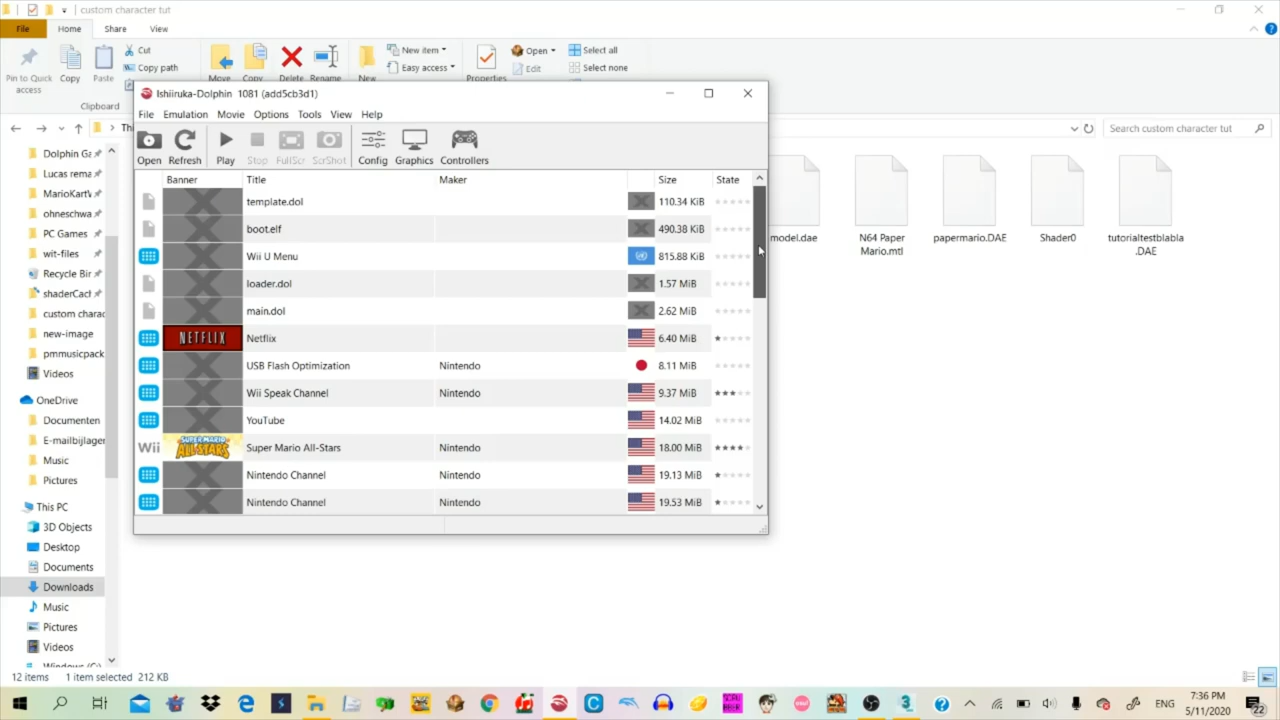 custom character tut
File Home Share View
Pin to Quick access
Copy
Paste
Cut
Copy path
Move
Copy
Delete
Rename
New
New item
Easy access
Properties
Open
Edit
Select all
Select none
Clipboard
Search custom character tut
Ishiiruka-Dolphin 1081 (add5cb3d1)
File Emulation Movie Options Tools View Help
Open Refresh Play Stop FullScr ScrShot Config Graphics Controllers
Banner Title Maker Size State
template.dol 110.34 KiB
boot.elf 490.38 KiB
Wii U Menu 815.88 KiB
loader.dol 1.57 MiB
main.dol 2.62 MiB
NETFLIX Netflix 6.40 MiB
USB Flash Optimization Nintendo 8.11 MiB
Wii Speak Channel Nintendo 9.37 MiB
YouTube 14.02 MiB
Wii SUPER MARIO ALL-STARS Super Mario All-Stars Nintendo 18.00 MiB
Nintendo Channel Nintendo 19.13 MiB
Nintendo Channel Nintendo 19.53 MiB
Dolphin Ga
Lucas rema
MarioKartV
ohneschwa
PC Games
wit-files
Recycle Bin
shaderCach
custom charac
new-image
pmmusicpack
Videos
OneDrive
Documenten
E-mailbijlagen
Music
Pictures
This PC
3D Objects
Desktop
Documents
Downloads
Music
Pictures
Videos
Windows (C:)
model.dae
N64 Paper Mario.mtl
papermario.DAE
Shader0
tutorialtestblabla.DAE
12 items 1 item selected 212 KB
ENG
7:36 PM
5/11/2020
22